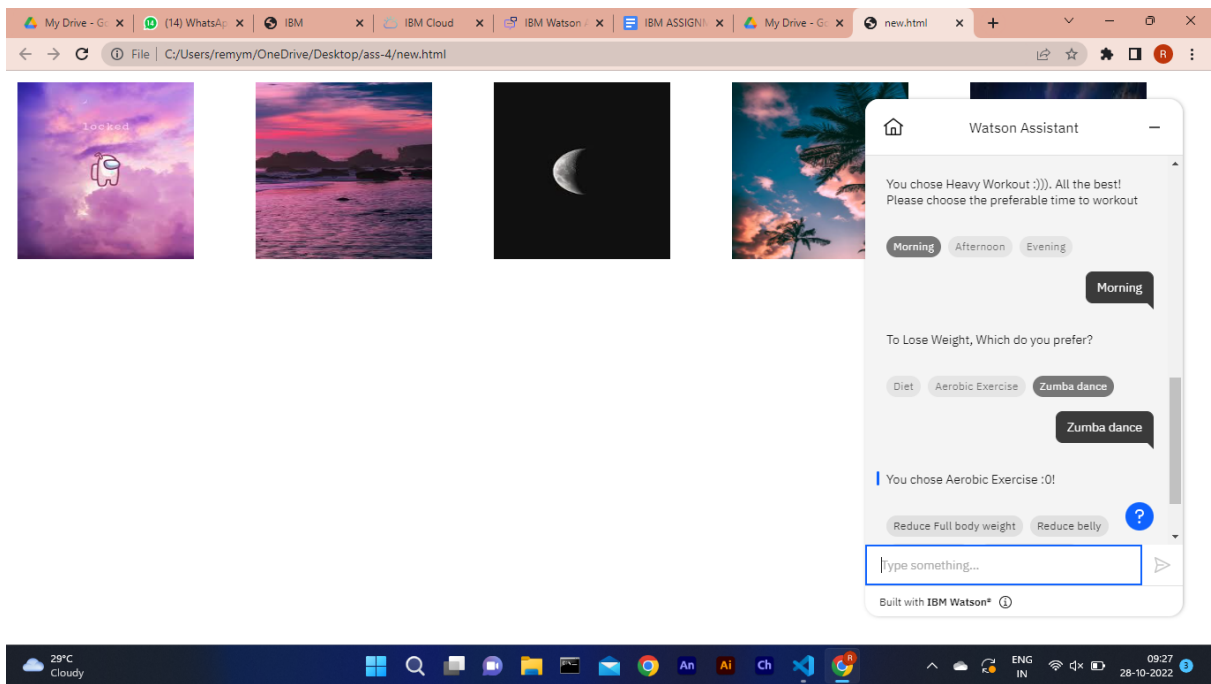 My Drive - Go
(14) WhatsAp
IBM
IBM Cloud
IBM Watson A
IBM ASSIGNM
My Drive - Go
new.html
File
C:/Users/remym/OneDrive/Desktop/ass-4/new.html
R
locked
Watson Assistant
You chose Heavy Workout :))). All the best!
Please choose the preferable time to workout
Morning
Afternoon
Evening
Morning
To Lose Weight, Which do you prefer?
Diet
Aerobic Exercise
Zumba dance
Zumba dance
You chose Aerobic Exercise :0!
Reduce Full body weight
Reduce belly
?
Type something...
Built with IBM Watson®
29°C
Cloudy
An
Ai
Ch
R
ENG
IN
09:27
28-10-2022
3